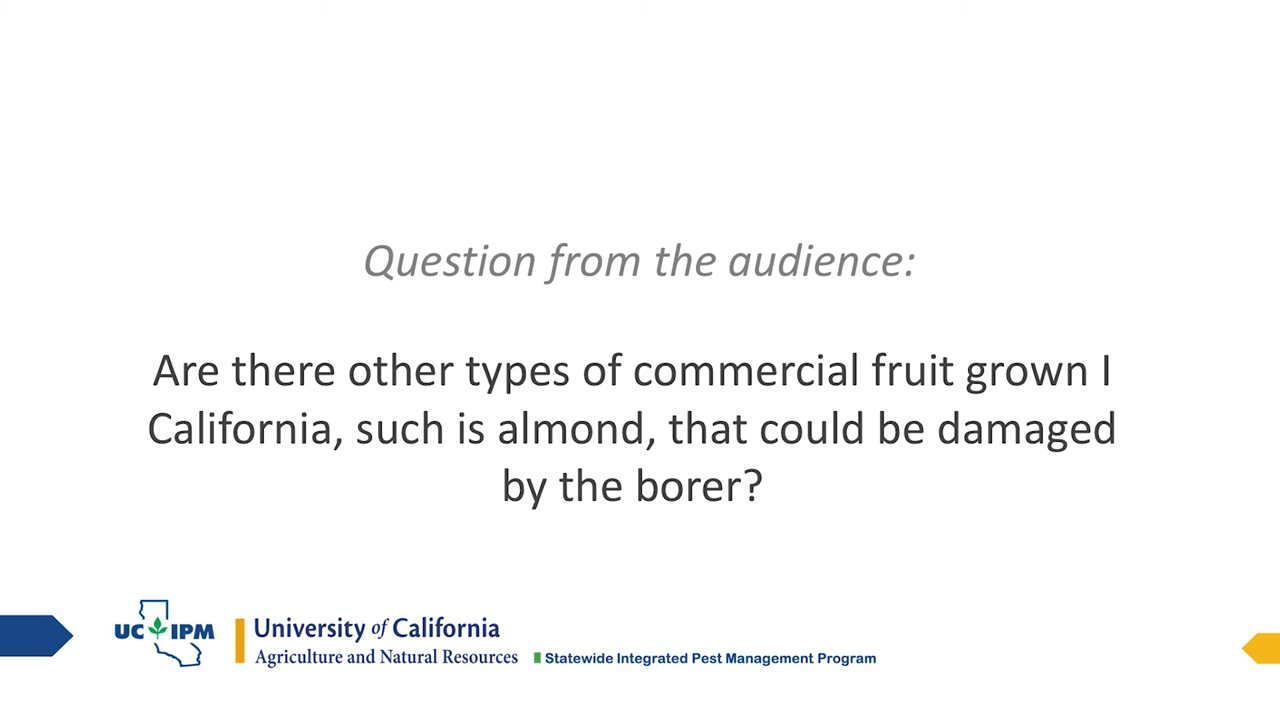 Question from the audience:
Are there other types of commercial fruit grown I
California, such is almond, that could be damaged
by the borer?
UC IPM
University of California
Agriculture and Natural Resources
Statewide Integrated Pest Management Program